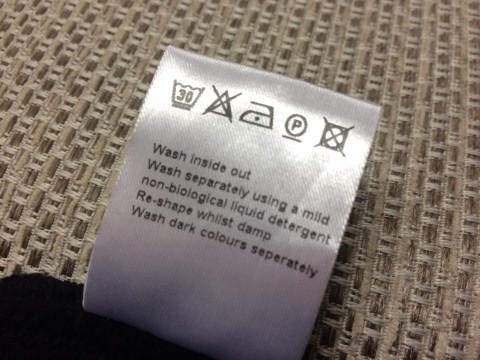 30 P
Wash inside out
Wash separately using a mild
non-biological liquid detergent
Re-shape whilst damp
Wash dark colours seperately